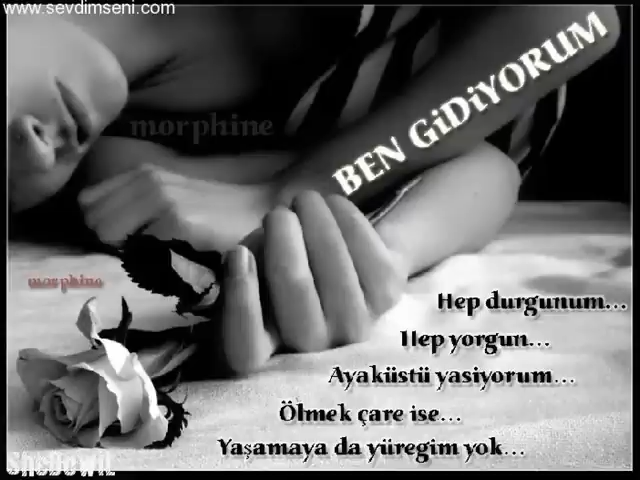 www.sevdimseni.com
morphine
BEN GiDiYORUM
morphine
Hep durgunum...
Hep yorgun...
Ayaküstü yasiyorum...
Ölmek çare ise...
Yaşamaya da yüregim yok...